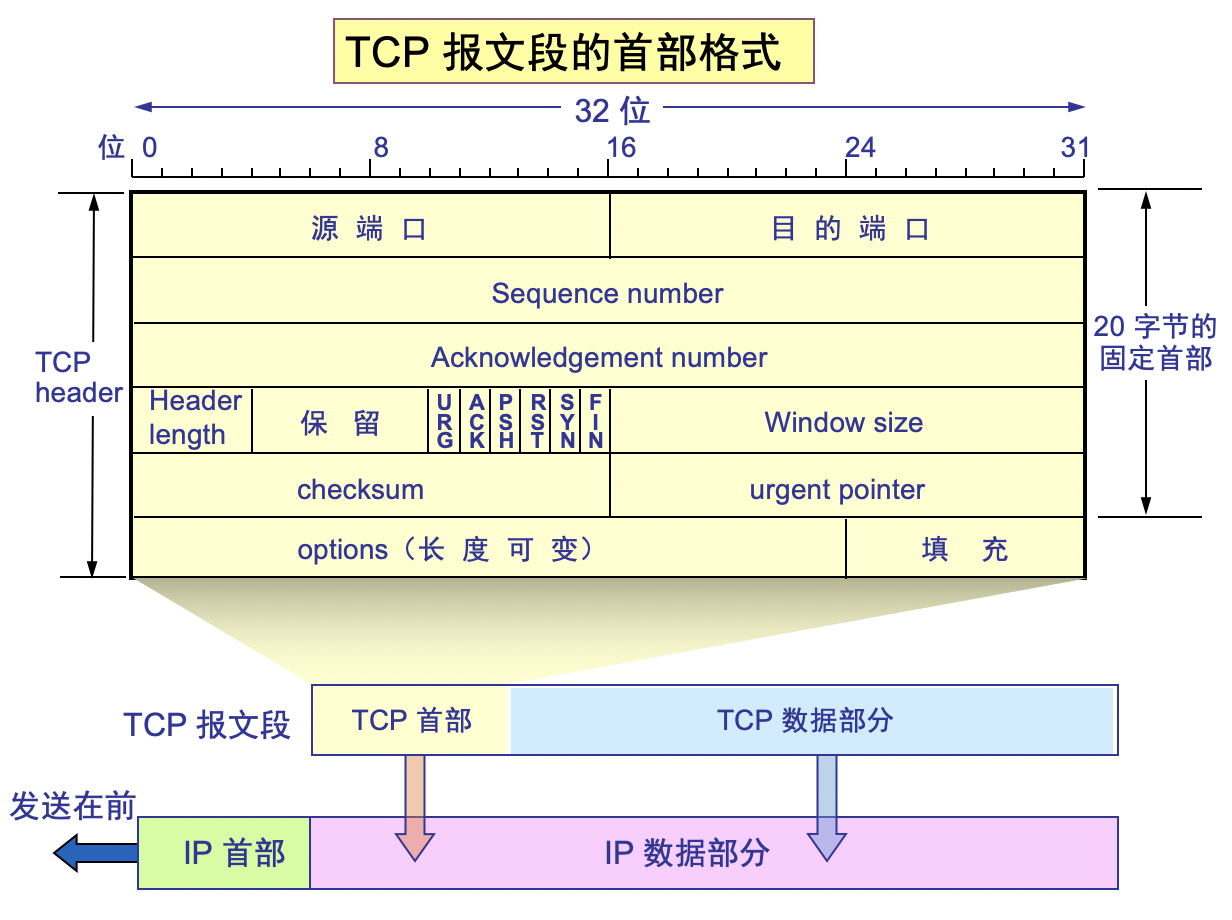 TCP 报文段的首部格式
32 位
位 0 8 16 24 31
源 端 口 目 的 端 口
Sequence number
20 字节的
固定首部
Acknowledgement number
TCP
header
Header
length
保 留
URG
ACK
PSH
RST
SYN
FIN
Window size
checksum urgent pointer
options（长 度 可 变） 填 充
TCP 报文段 TCP 首部 TCP 数据部分
发送在前
IP 首部 IP 数据部分